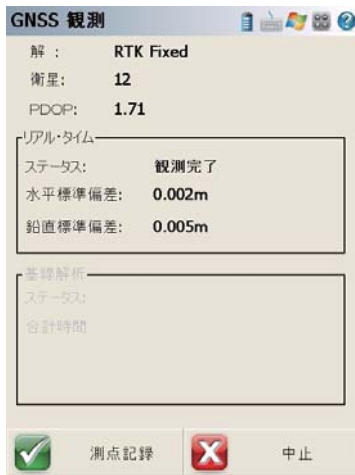 GNSS 観測
解 : RTK Fixed
衛星: 12
PDOP: 1.71
リアル・タイム
ステータス: 観測完了
水平標準偏差: 0.002m
鉛直標準偏差: 0.005m
基線解析
ステータス:
合計時間
測点記録 中止